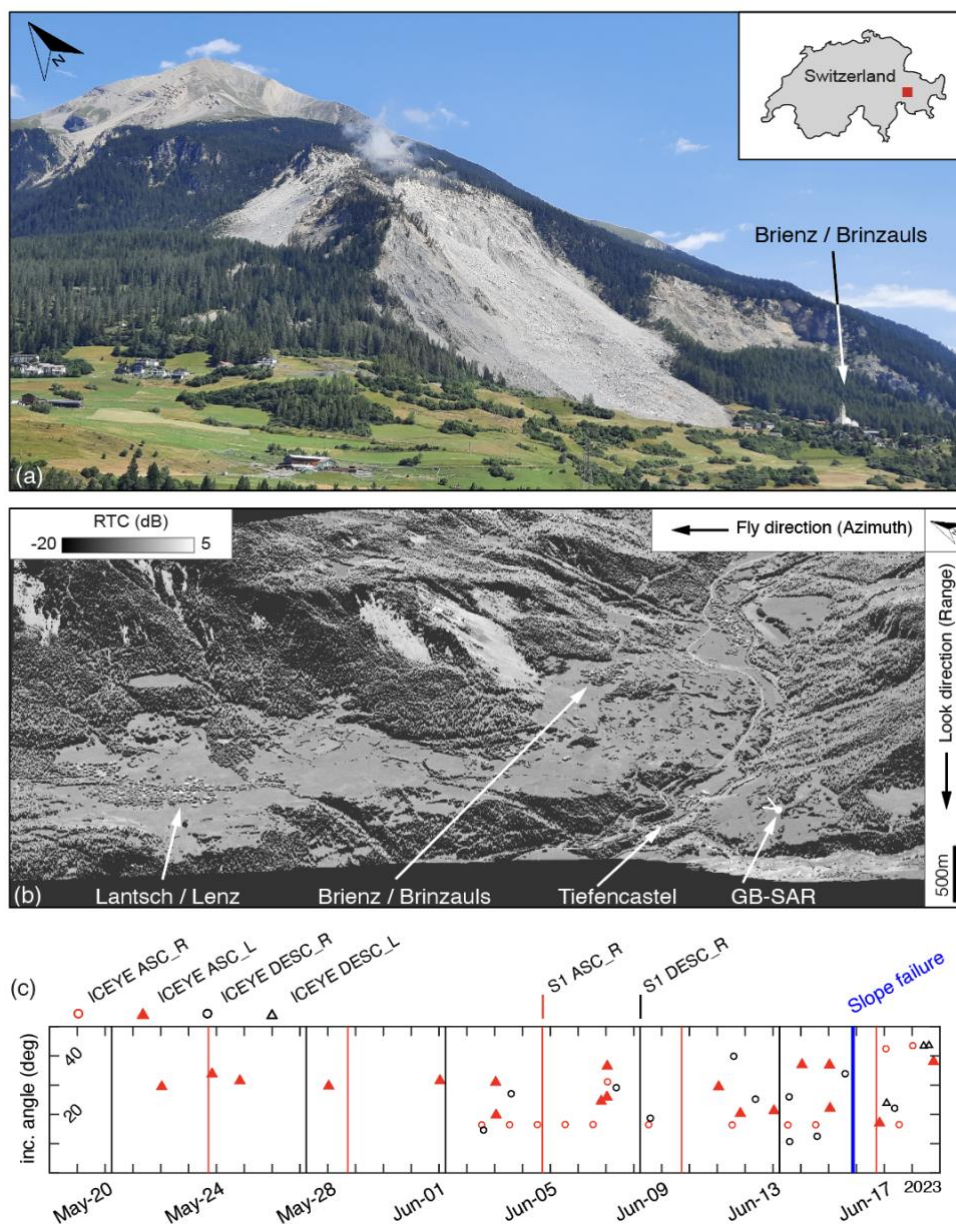 N
Switzerland
Brienz / Brinzauls
(a)
RTC (dB)
-20 5
Fly direction (Azimuth)
N
Look direction (Range)
500m
(b)
Lantsch / Lenz
Brienz / Brinzauls
Tiefencastel
GB-SAR
(c)
ICEYE ASC_R
ICEYE ASC_L
ICEYE DESC_R
ICEYE DESC_L
S1 ASC_R
S1 DESC_R
Slope failure
inc. angle (deg)
40
20
May-20
May-24
May-28
Jun-01
Jun-05
Jun-09
Jun-13
Jun-17
2023